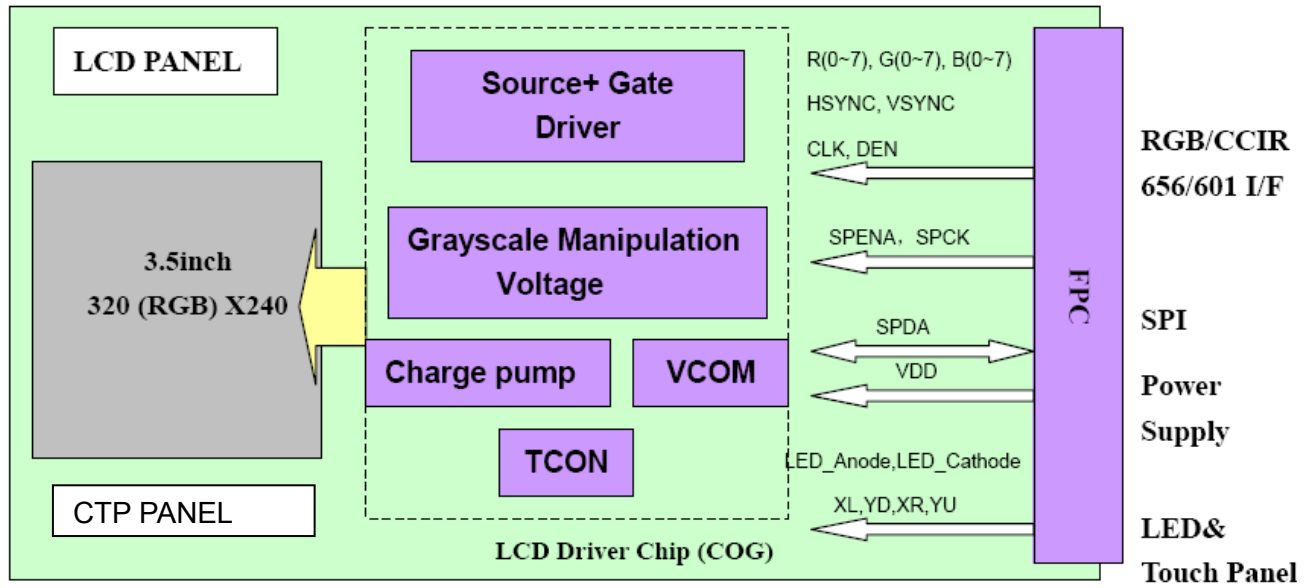 LCD PANEL
Source+ Gate
Driver
R(0~7), G(0~7), B(0~7)
HSYNC, VSYNC
CLK, DEN
RGB/CCIR
656/601 I/F
3.5inch
320 (RGB) X240
Grayscale Manipulation
Voltage
SPENA， SPCK
FPC
SPI
SPDA
Charge pump
VCOM
VDD
Power
Supply
TCON
LED_Anode,LED_Cathode
XL,YD,XR,YU
CTP PANEL
LCD Driver Chip (COG)
LED&
Touch Panel